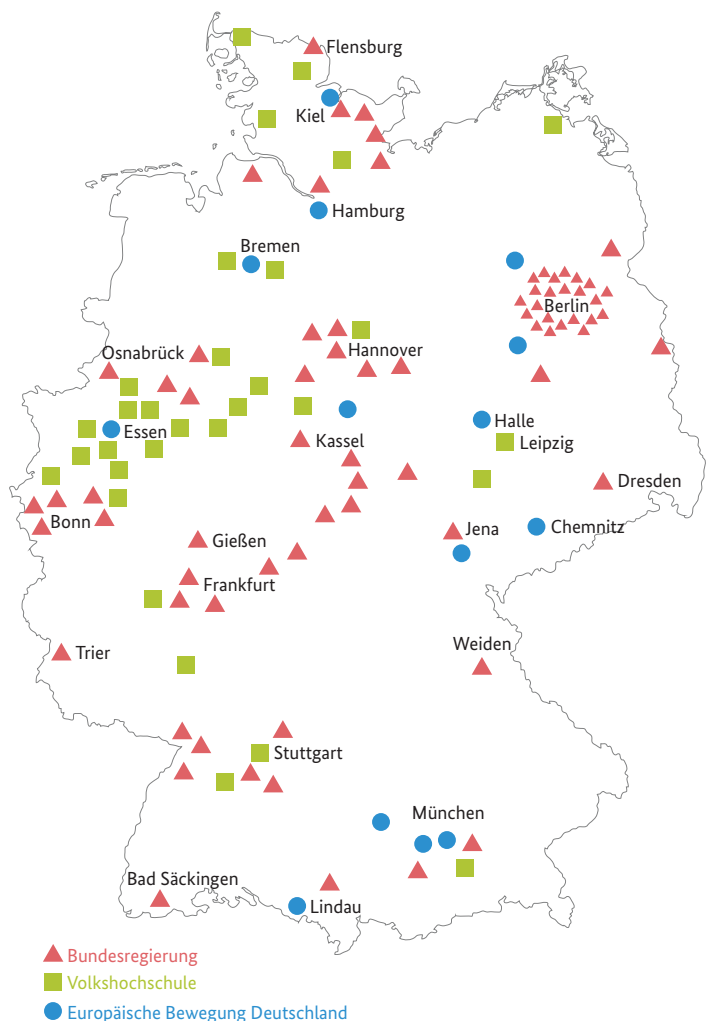 Flensburg
Kiel
Hamburg
Bremen
Berlin
Osnabrück
Hannover
Essen
Halle
Kassel
Leipzig
Dresden
Bonn
Jena
Chemnitz
Gießen
Frankfurt
Trier
Weiden
Stuttgart
München
Bad Säckingen
Lindau
Bundesregierung
Volkshochschule
Europäische Bewegung Deutschland